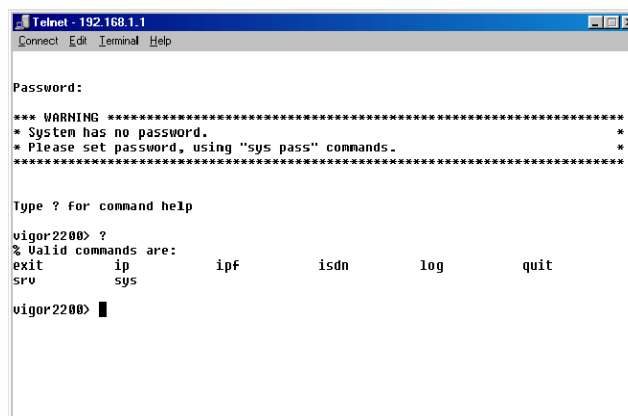 Telnet - 192.168.1.1
Connect Edit Terminal Help
Password:
*** WARNING ******************************************************************
* System has no password. *
* Please set password, using "sys pass" commands. *
******************************************************************************
Type ? for command help
vigor2200> ?
% Valid commands are:
exit ip ipf isdn log quit
srv sys
vigor2200>